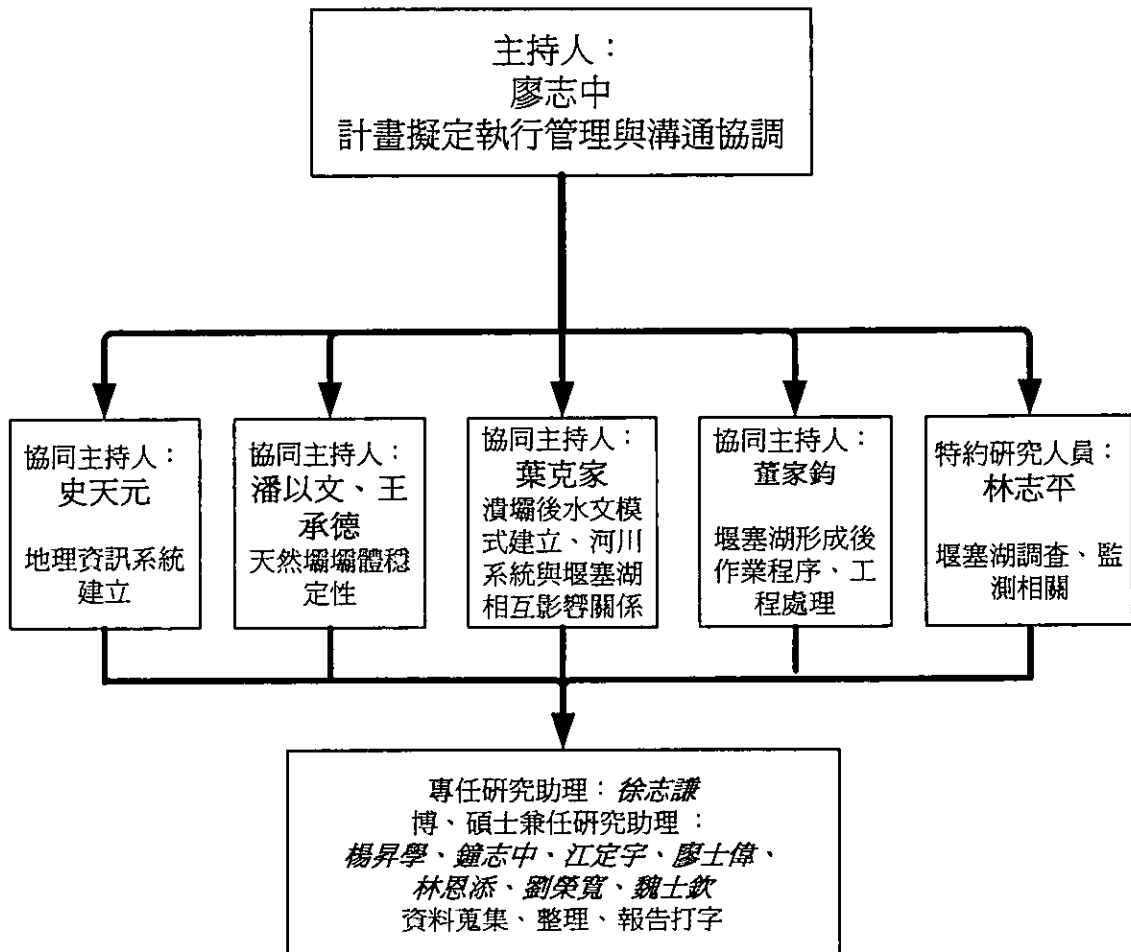 主持人：
廖志中
計畫擬定執行管理與溝通協調
協同主持人：
史天元
地理資訊系統
建立
協同主持人：
潘以文、王
承德
天然壩壩體穩
定性
協同主持人：
葉克家
潰壩後水文模
式建立、河川
系統與堰塞湖
相互影響關係
協同主持人：
董家鈞
堰塞湖形成後
作業程序、工
程處理
特約研究人員：
林志平
堰塞湖調查、監
測相關
專任研究助理：徐志謙
博、碩士兼任研究助理：
楊昇學、鐘志中、江定宇、廖士偉、
林恩添、劉榮寬、魏士欽
資料蒐集、整理、報告打字